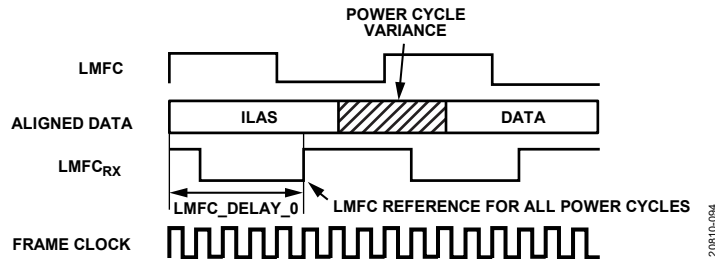 POWER CYCLE
VARIANCE
LMFC
ALIGNED DATA
ILAS
DATA
LMFCRX
LMFC_DELAY_0
LMFC REFERENCE FOR ALL POWER CYCLES
FRAME CLOCK
20810-094